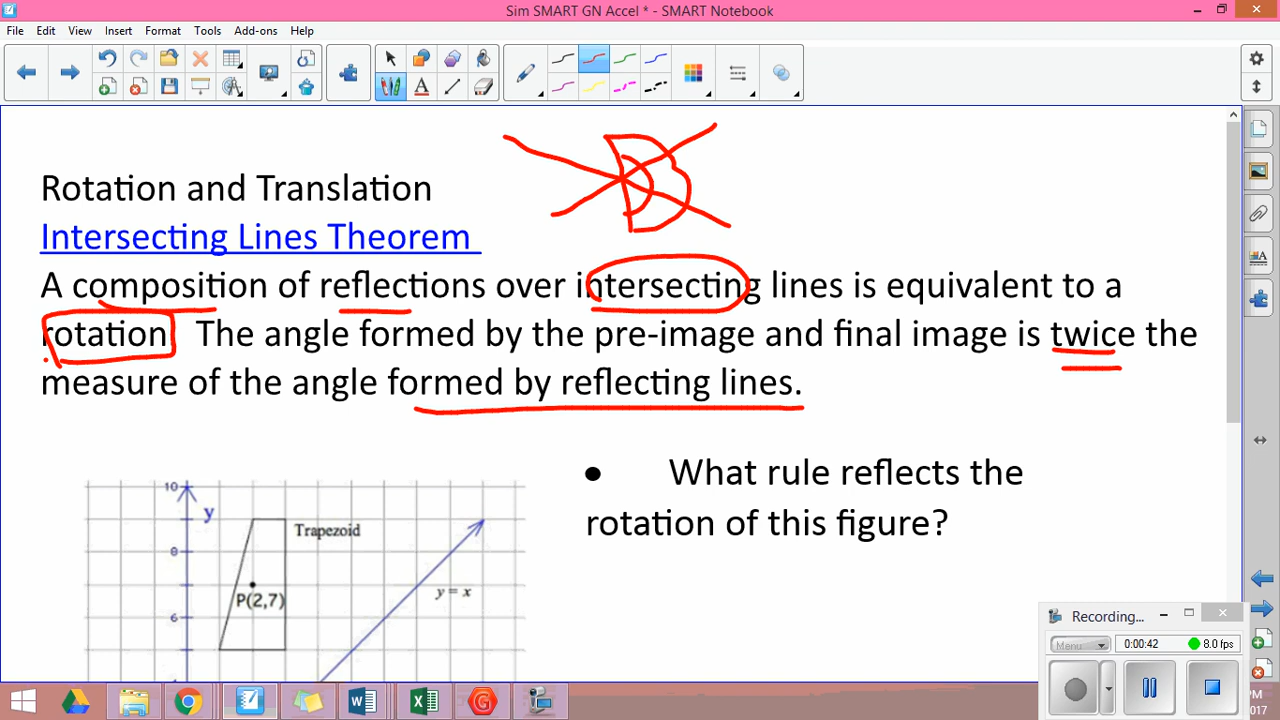 Sim SMART GN Accel * - SMART Notebook
File Edit View Insert Format Tools Add-ons Help
Rotation and Translation
Intersecting Lines Theorem
A composition of reflections over intersecting lines is equivalent to a
rotation The angle formed by the pre-image and final image is twice the
measure of the angle formed by reflecting lines.
• What rule reflects the
rotation of this figure?
10
y
Trapezoid
8
y = x
P(2,7)
6
Recording...
Menu 0:00:42 8.0 fps
PM
2017